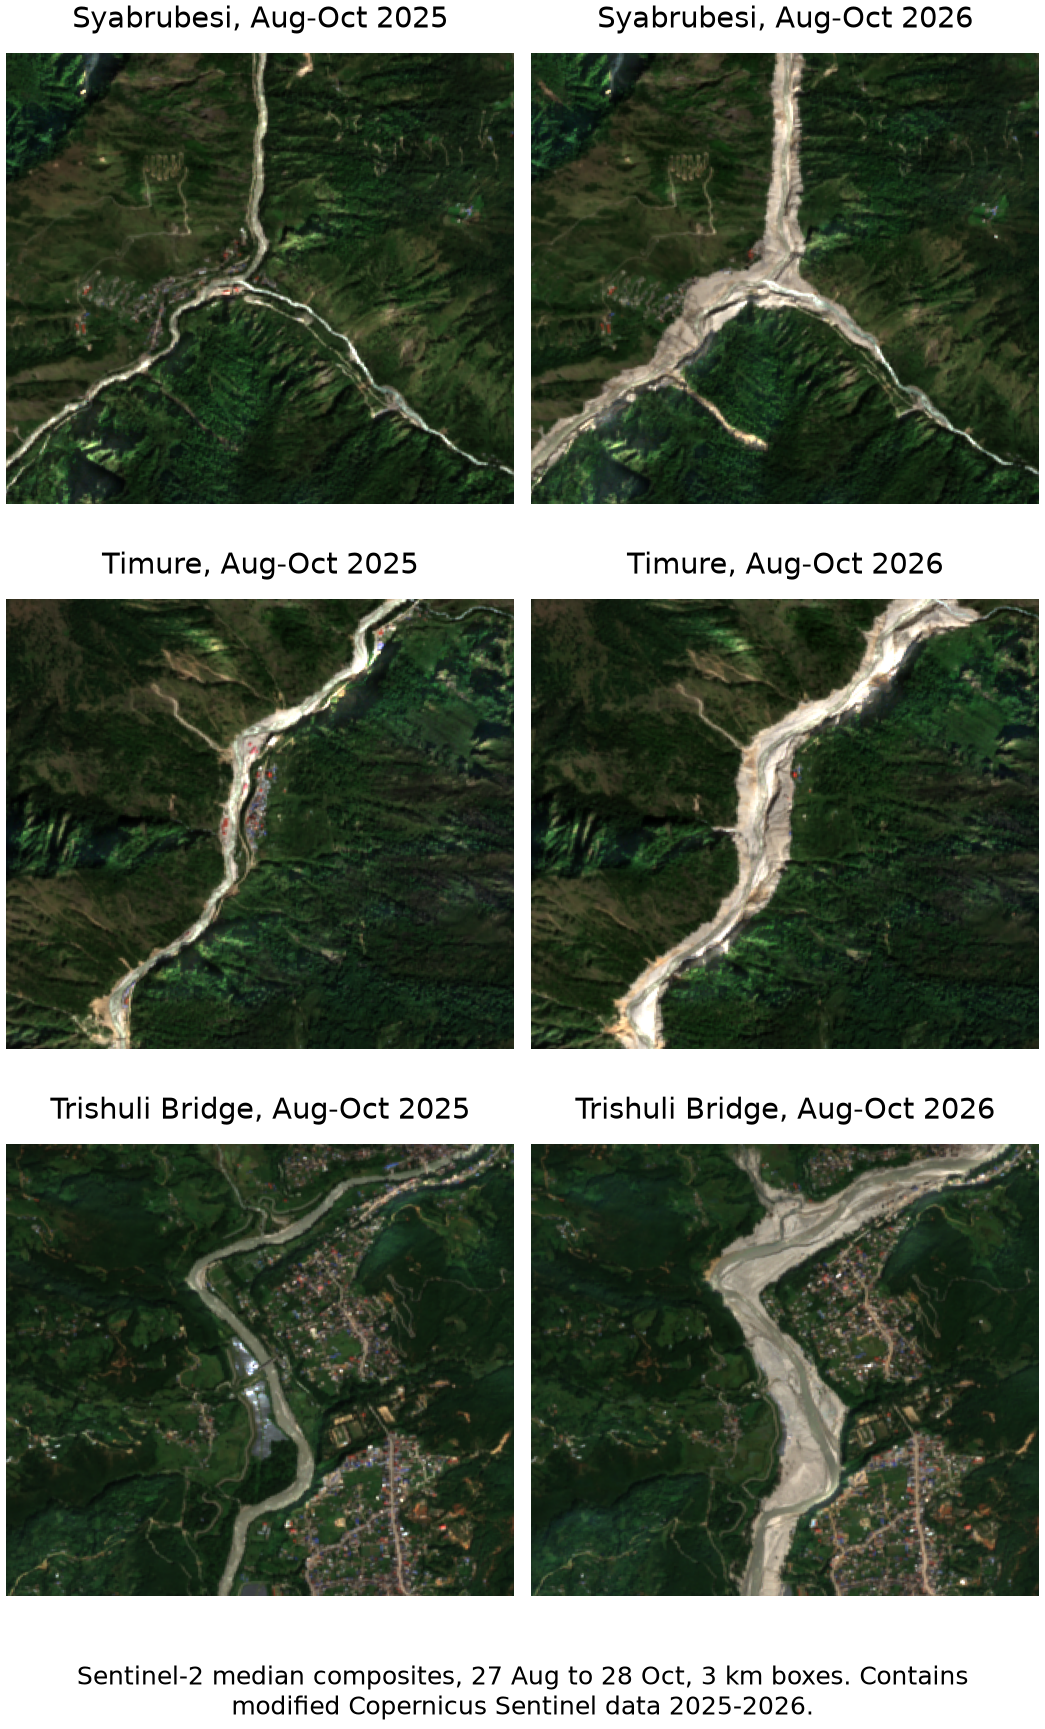 Syabrubesi, Aug-Oct 2025
Syabrubesi, Aug-Oct 2026
Timure, Aug-Oct 2025
Timure, Aug-Oct 2026
Trishuli Bridge, Aug-Oct 2025
Trishuli Bridge, Aug-Oct 2026
Sentinel-2 median composites, 27 Aug to 28 Oct, 3 km boxes. Contains
modified Copernicus Sentinel data 2025-2026.